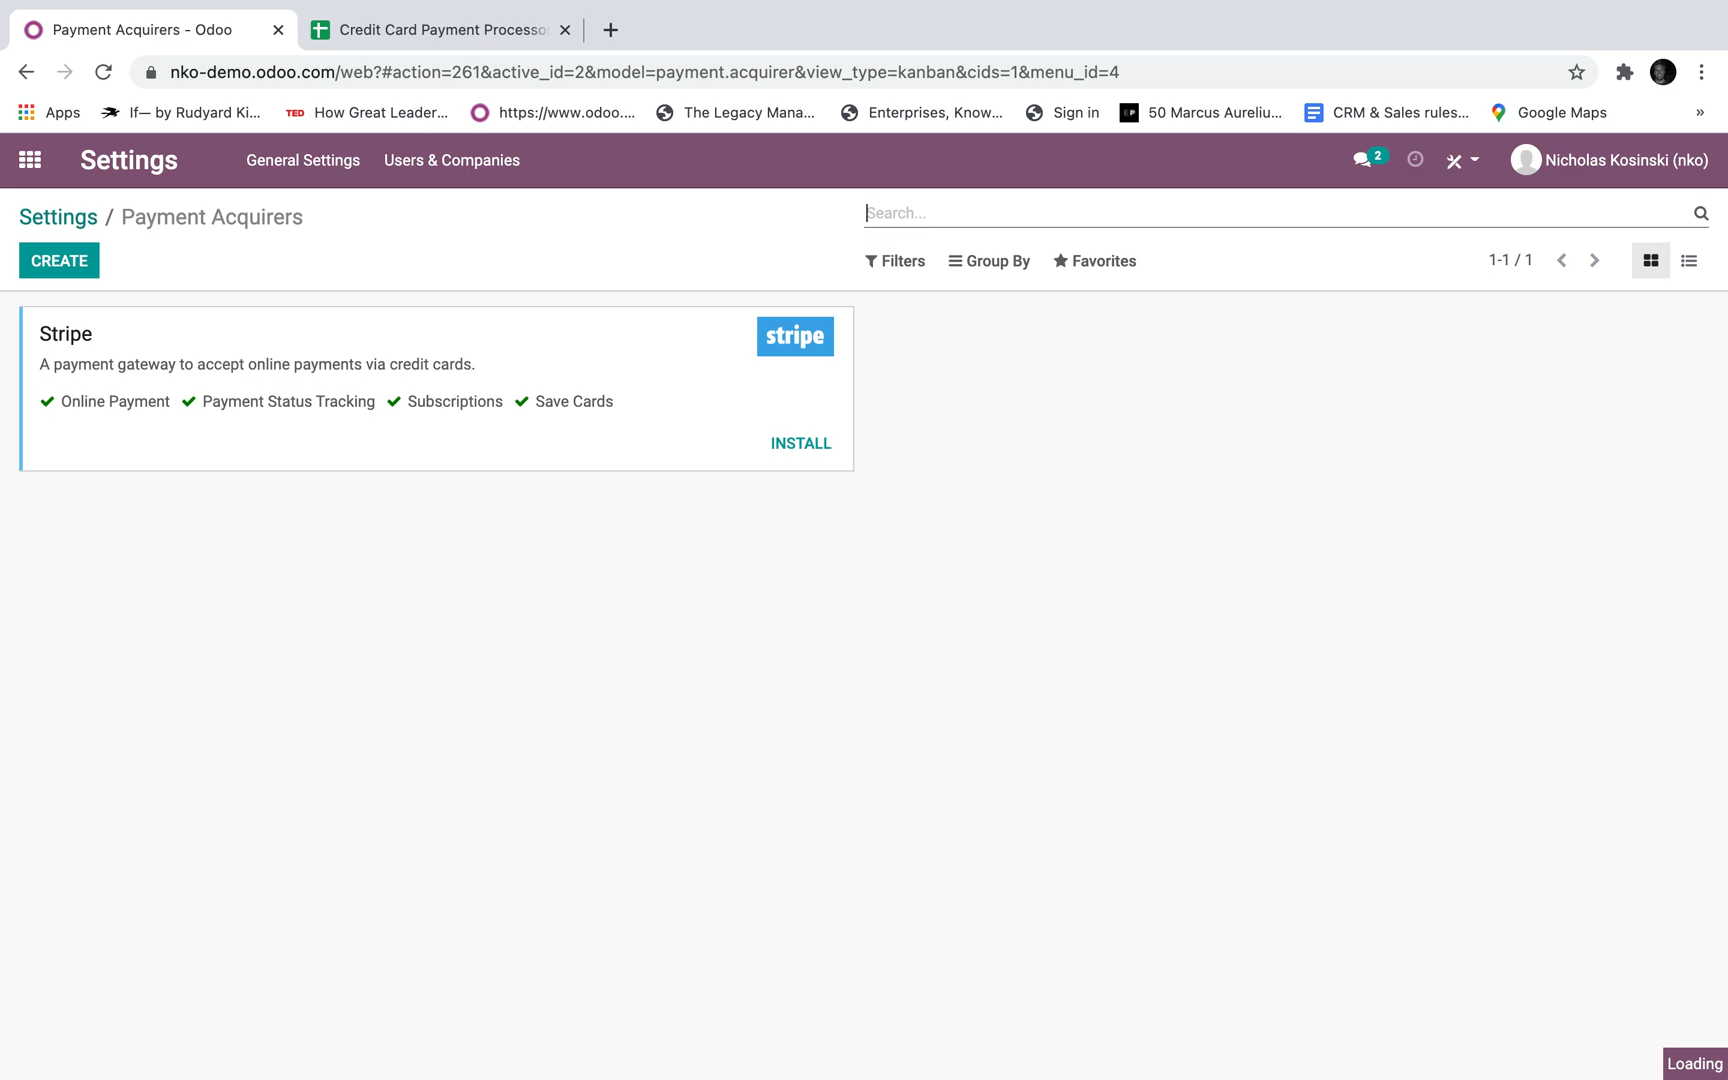 Payment Acquirers - Odoo
Credit Card Payment Processo
nko-demo.odoo.com/web?#action=261&active_id=2&model=payment.acquirer&view_type=kanban&cids=1&menu_id=4
Apps
If— by Rudyard Ki...
TED
How Great Leader...
https://www.odoo....
The Legacy Mana...
Enterprises, Know...
Sign in
50 Marcus Aureliu...
CRM & Sales rules...
Google Maps
»
Settings
General Settings
Users & Companies
2
Nicholas Kosinski (nko)
Settings / Payment Acquirers
Search...
CREATE
Filters
Group By
Favorites
1-1 / 1
Stripe
stripe
A payment gateway to accept online payments via credit cards.
Online Payment
Payment Status Tracking
Subscriptions
Save Cards
INSTALL
Loading